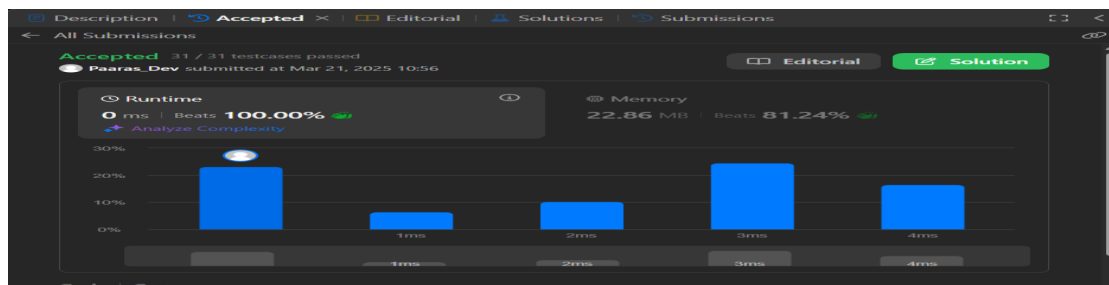 Description | Accepted × | Editorial | Solutions | Submissions
← All Submissions
Accepted 31 / 31 testcases passed
Paaras_Dev submitted at Mar 21, 2025 10:56
Editorial
Solution
Runtime
0 ms | Beats 100.00%
Analyze Complexity
Memory
22.86 MB | Beats 81.24%
30%
20%
10%
0%
1ms 2ms 3ms 4ms
1ms 2ms 3ms 4ms